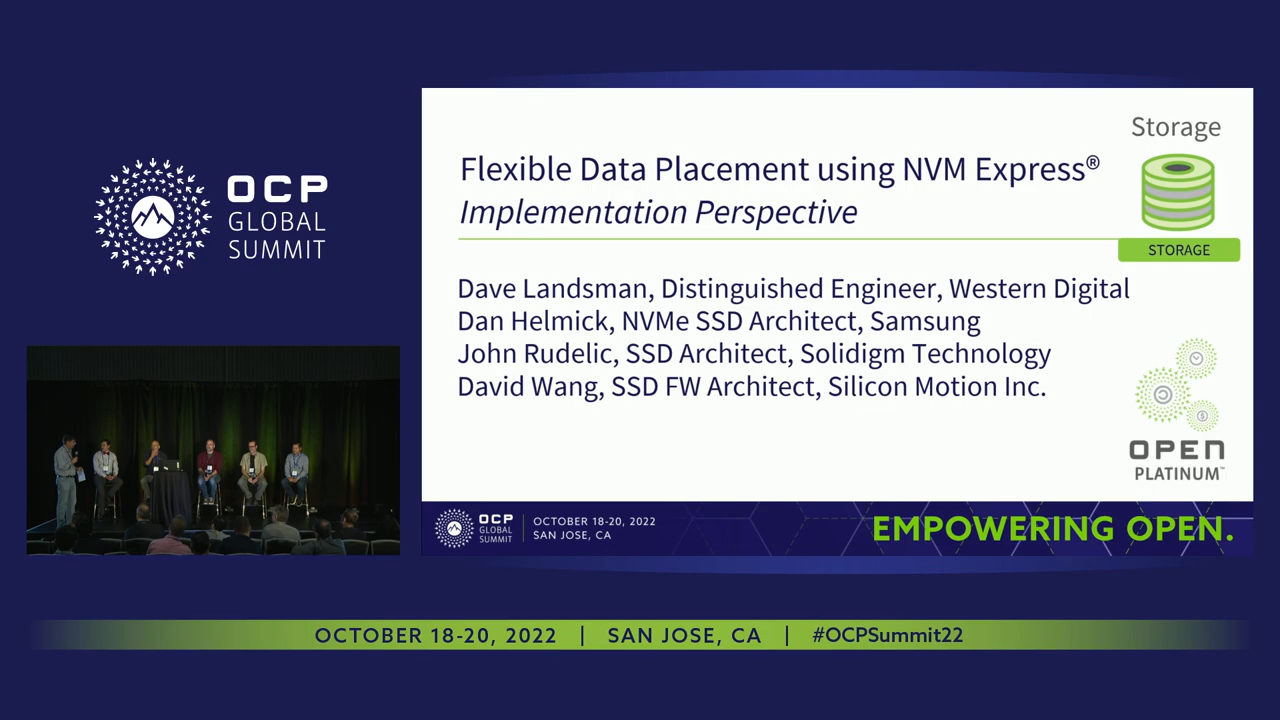 OCP
GLOBAL
SUMMIT
Storage
Flexible Data Placement using NVM Express®
Implementation Perspective
STORAGE
Dave Landsman, Distinguished Engineer, Western Digital
Dan Helmick, NVMe SSD Architect, Samsung
John Rudelic, SSD Architect, Solidigm Technology
David Wang, SSD FW Architect, Silicon Motion Inc.
OPEN
PLATINUM™
OCP
GLOBAL
SUMMIT
OCTOBER 18-20, 2022
SAN JOSE, CA
EMPOWERING OPEN.
OCTOBER 18-20, 2022 | SAN JOSE, CA | #OCPSummit22